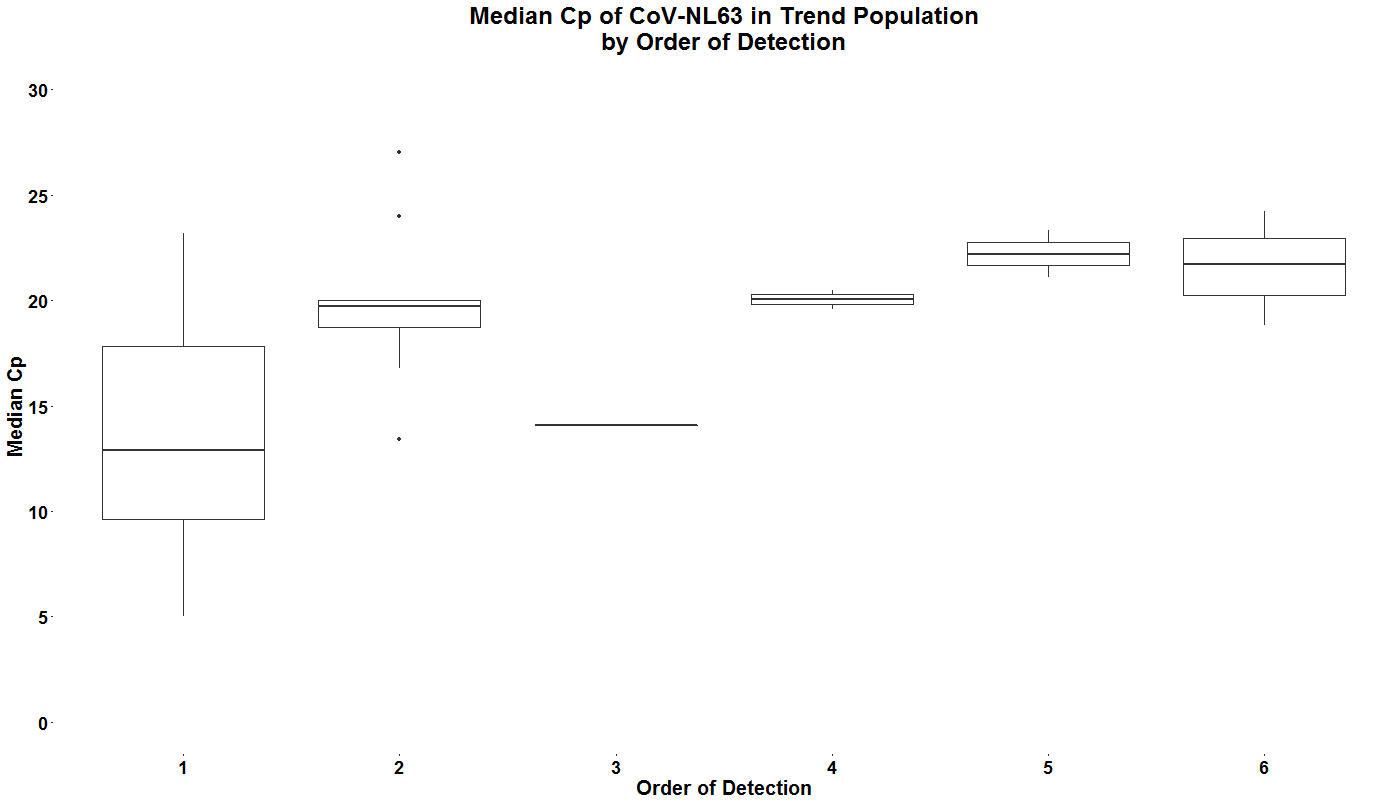 Median Cp of CoV-NL63 in Trend Population
by Order of Detection
30
25
20
15
10
5
0
Median Cp
1 2 3 4 5 6
Order of Detection